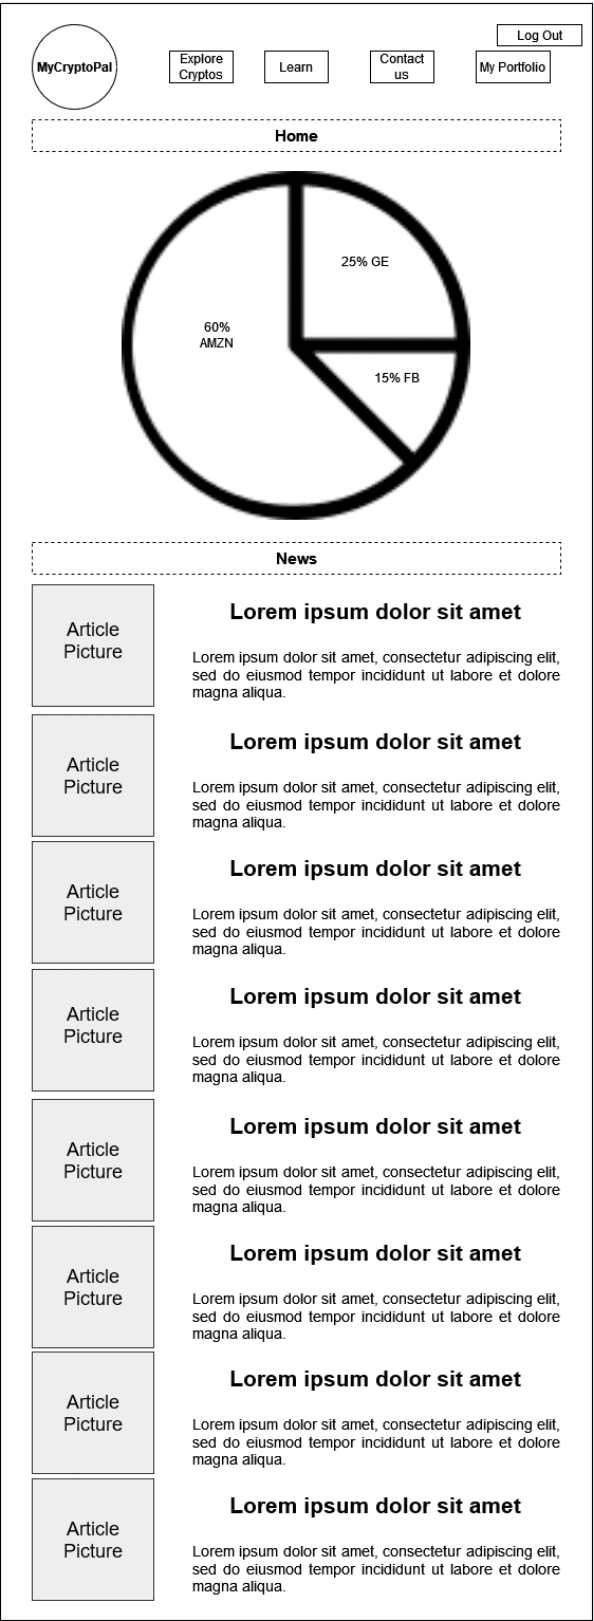 Log Out
MyCryptoPal
Explore
Cryptos
Learn
Contact
us
My Portfolio
Home
25% GE
60%
AMZN
15% FB
News
Article
Picture
Lorem ipsum dolor sit amet
Lorem ipsum dolor sit amet, consectetur adipiscing elit,
sed do eiusmod tempor incididunt ut labore et dolore
magna aliqua.
Article
Picture
Lorem ipsum dolor sit amet
Lorem ipsum dolor sit amet, consectetur adipiscing elit,
sed do eiusmod tempor incididunt ut labore et dolore
magna aliqua.
Article
Picture
Lorem ipsum dolor sit amet
Lorem ipsum dolor sit amet, consectetur adipiscing elit,
sed do eiusmod tempor incididunt ut labore et dolore
magna aliqua.
Article
Picture
Lorem ipsum dolor sit amet
Lorem ipsum dolor sit amet, consectetur adipiscing elit,
sed do eiusmod tempor incididunt ut labore et dolore
magna aliqua.
Article
Picture
Lorem ipsum dolor sit amet
Lorem ipsum dolor sit amet, consectetur adipiscing elit,
sed do eiusmod tempor incididunt ut labore et dolore
magna aliqua.
Article
Picture
Lorem ipsum dolor sit amet
Lorem ipsum dolor sit amet, consectetur adipiscing elit,
sed do eiusmod tempor incididunt ut labore et dolore
magna aliqua.
Article
Picture
Lorem ipsum dolor sit amet
Lorem ipsum dolor sit amet, consectetur adipiscing elit,
sed do eiusmod tempor incididunt ut labore et dolore
magna aliqua.
Article
Picture
Lorem ipsum dolor sit amet
Lorem ipsum dolor sit amet, consectetur adipiscing elit,
sed do eiusmod tempor incididunt ut labore et dolore
magna aliqua.